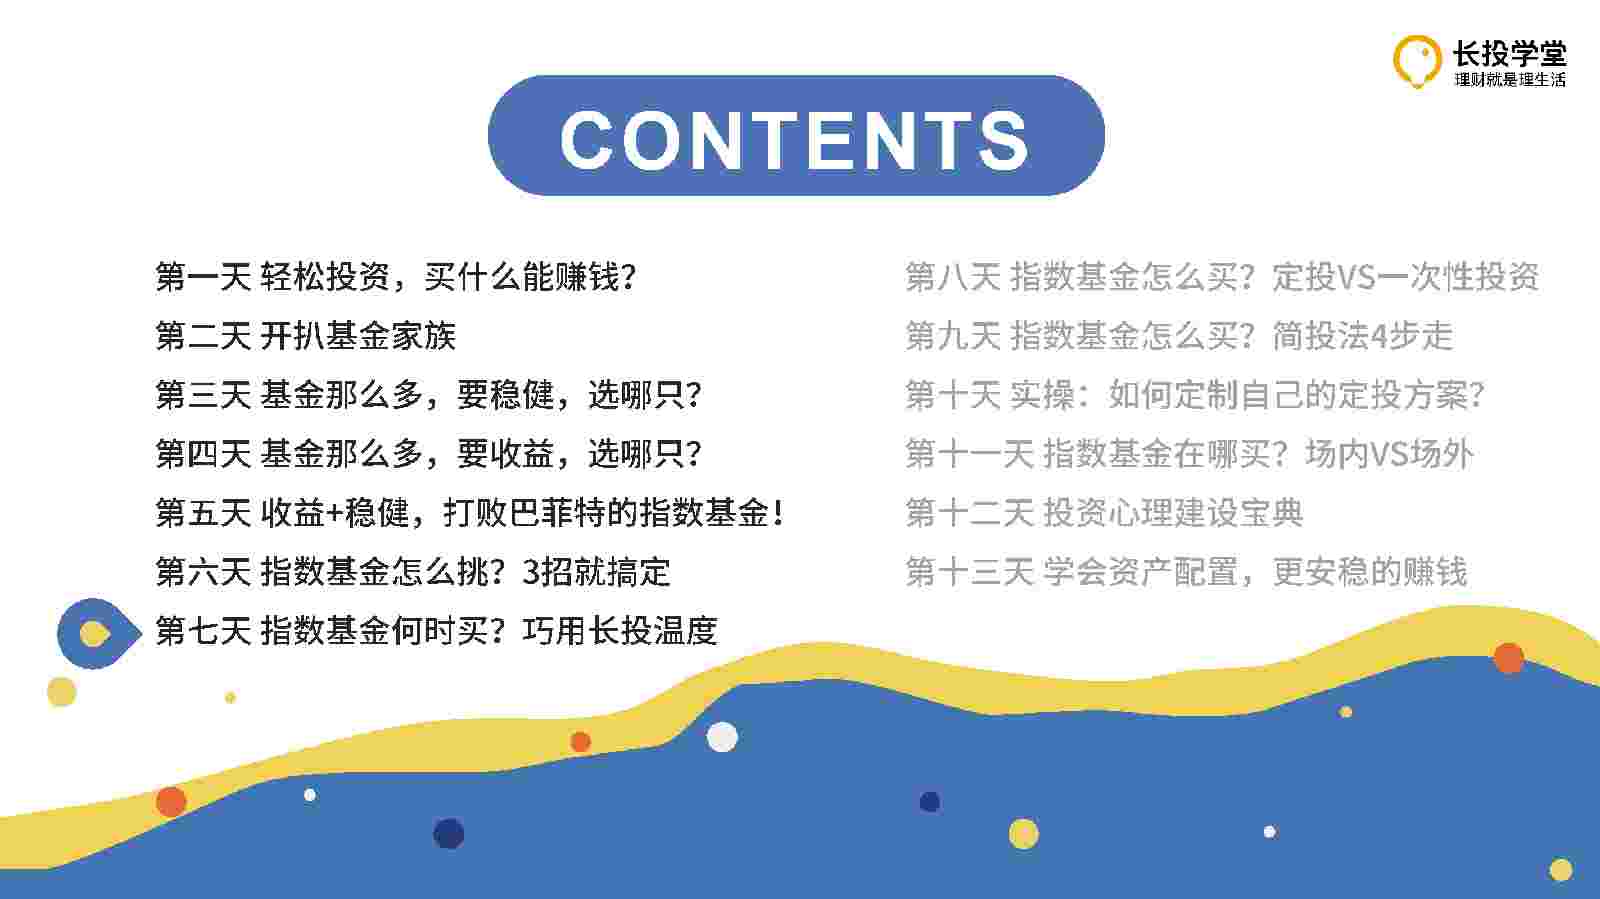 长投学堂
理财就是理生活
CONTENTS
第一天 轻松投资，买什么能赚钱？
第二天 开扒基金家族
第三天 基金那么多，要稳健，选哪只？
第四天 基金那么多，要收益，选哪只？
第五天 收益+稳健，打败巴菲特的指数基金！
第六天 指数基金怎么挑？3招就搞定
第七天 指数基金何时买？巧用长投温度
第八天 指数基金怎么买？定投VS一次性投资
第九天 指数基金怎么买？简投法4步走
第十天 实操：如何定制自己的定投方案？
第十一天 指数基金在哪买？场内VS场外
第十二天 投资心理建设宝典
第十三天 学会资产配置，更安稳的赚钱